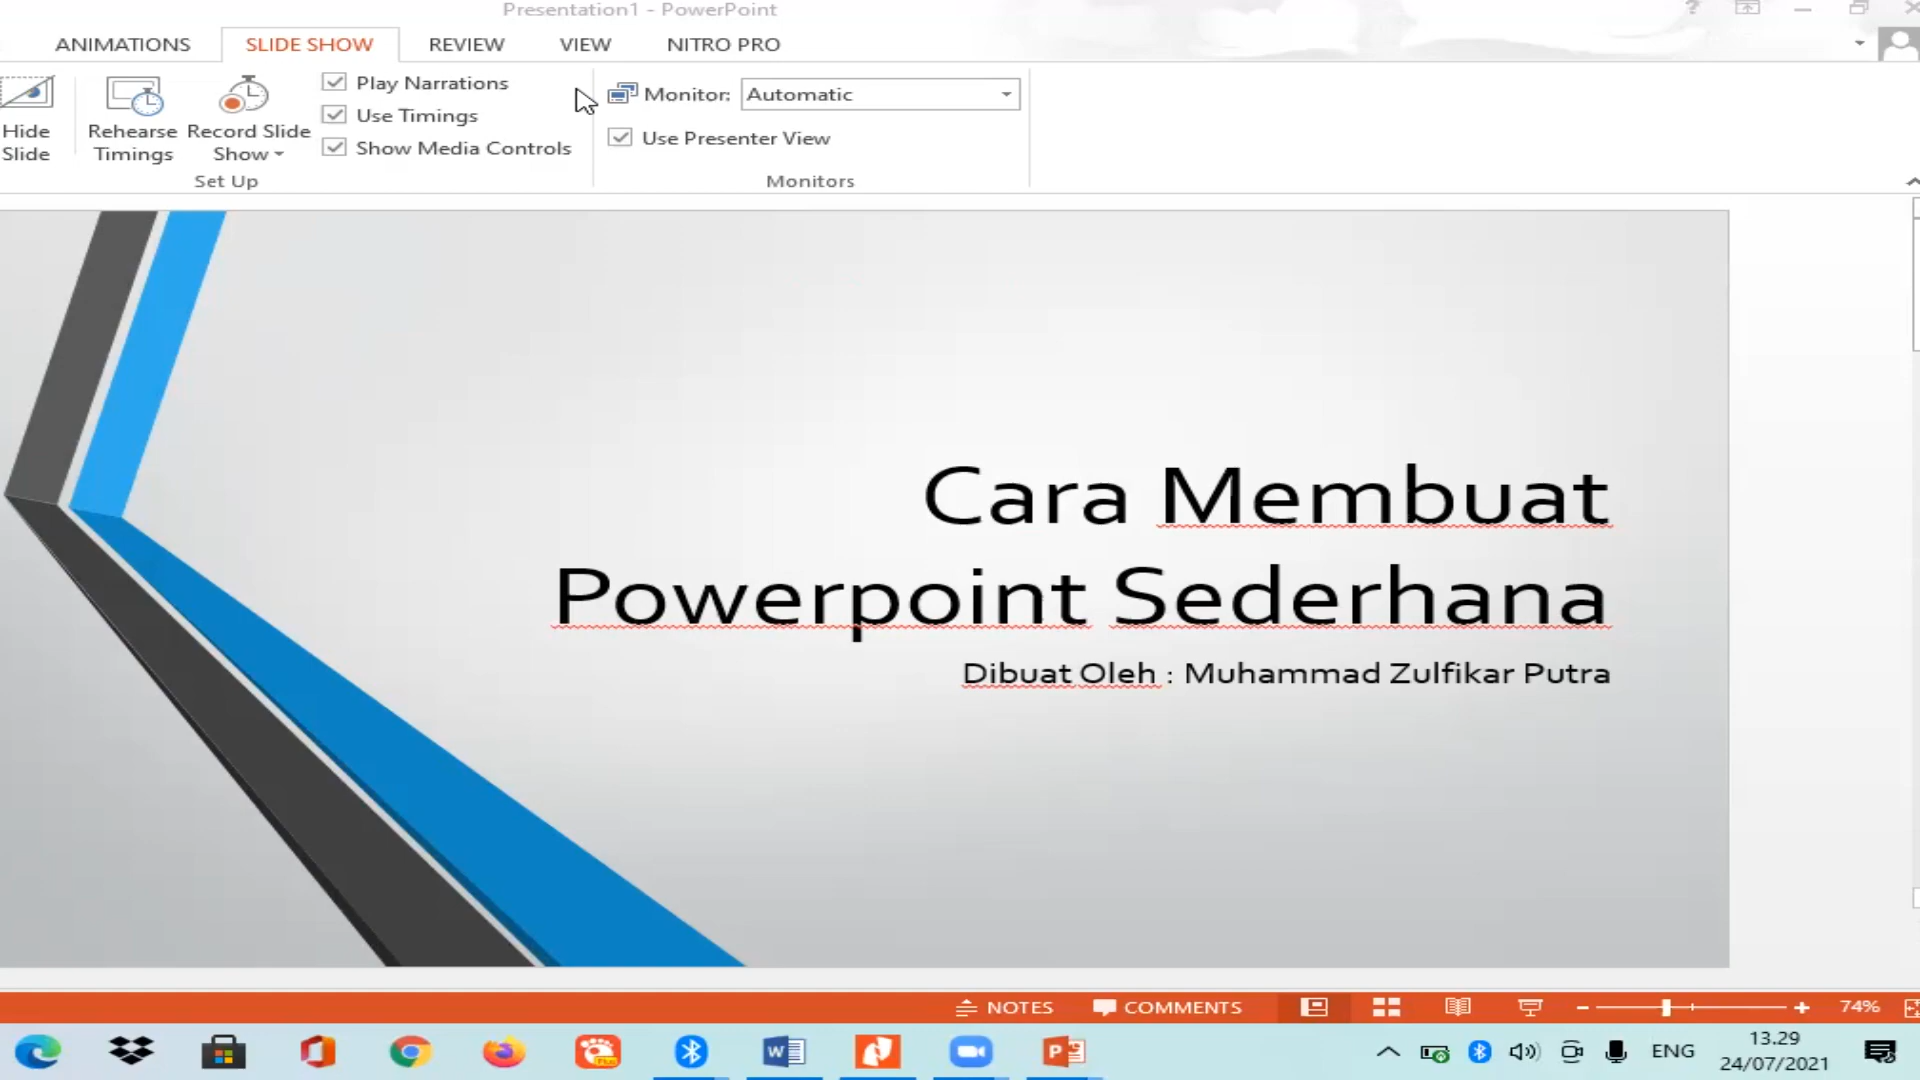 Presentation1 - PowerPoint
ANIMATIONS SLIDE SHOW REVIEW VIEW NITRO PRO
Hide Slide
Rehearse Timings
Record Slide Show
Play Narrations
Use Timings
Show Media Controls
Set Up
Monitor: Automatic
Use Presenter View
Monitors
Cara Membuat
Powerpoint Sederhana
Dibuat Oleh : Muhammad Zulfikar Putra
NOTES COMMENTS 74%
ENG
13.29
24/07/2021